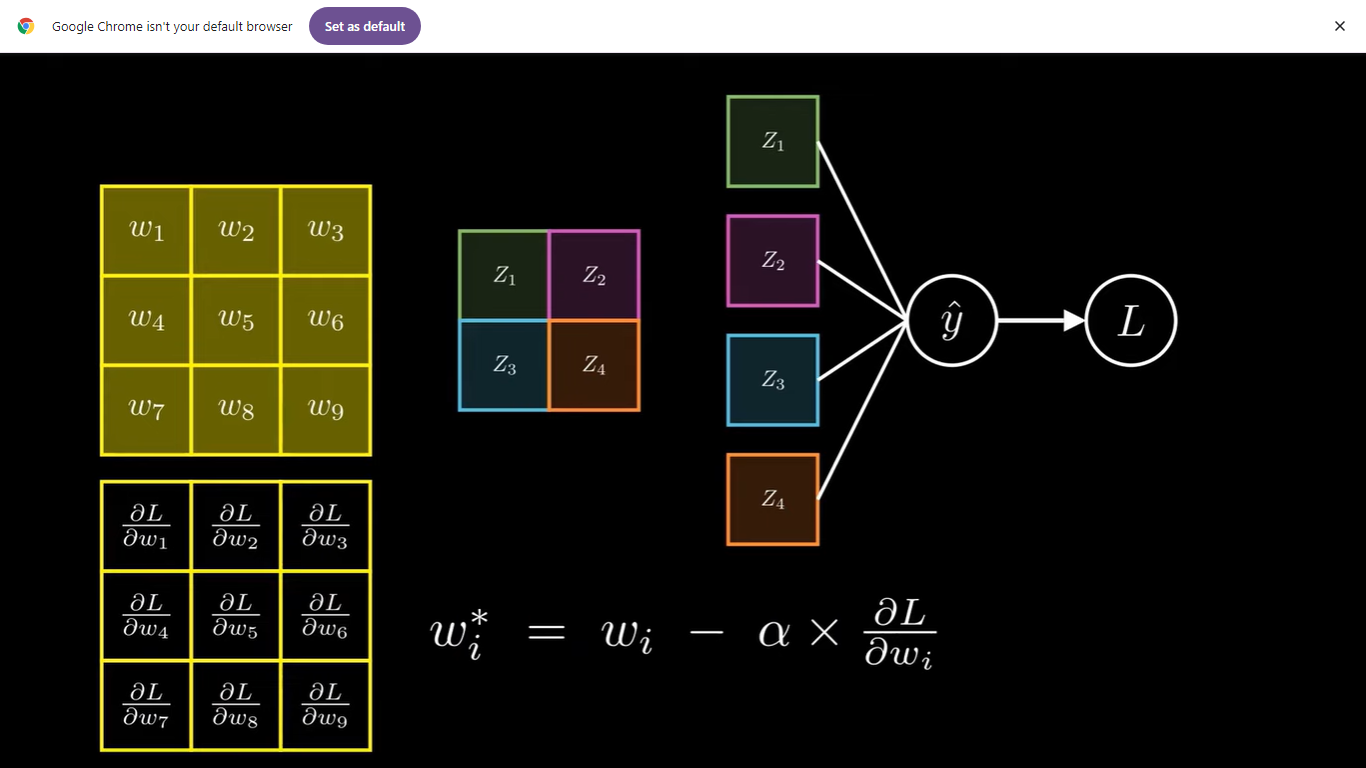 Google Chrome isn't your default browser Set as default
w₁ w₂ w₃
w₄ w₅ w₆
w₇ w₈ w₉
∂L/∂w₁ ∂L/∂w₂ ∂L/∂w₃
∂L/∂w₄ ∂L/∂w₅ ∂L/∂w₆
∂L/∂w₇ ∂L/∂w₈ ∂L/∂w₉
Z₁ Z₂
Z₃ Z₄
Z₁
Z₂
Z₃
Z₄
ŷ
L
wᵢ* = wᵢ − α × ∂L/∂wᵢ